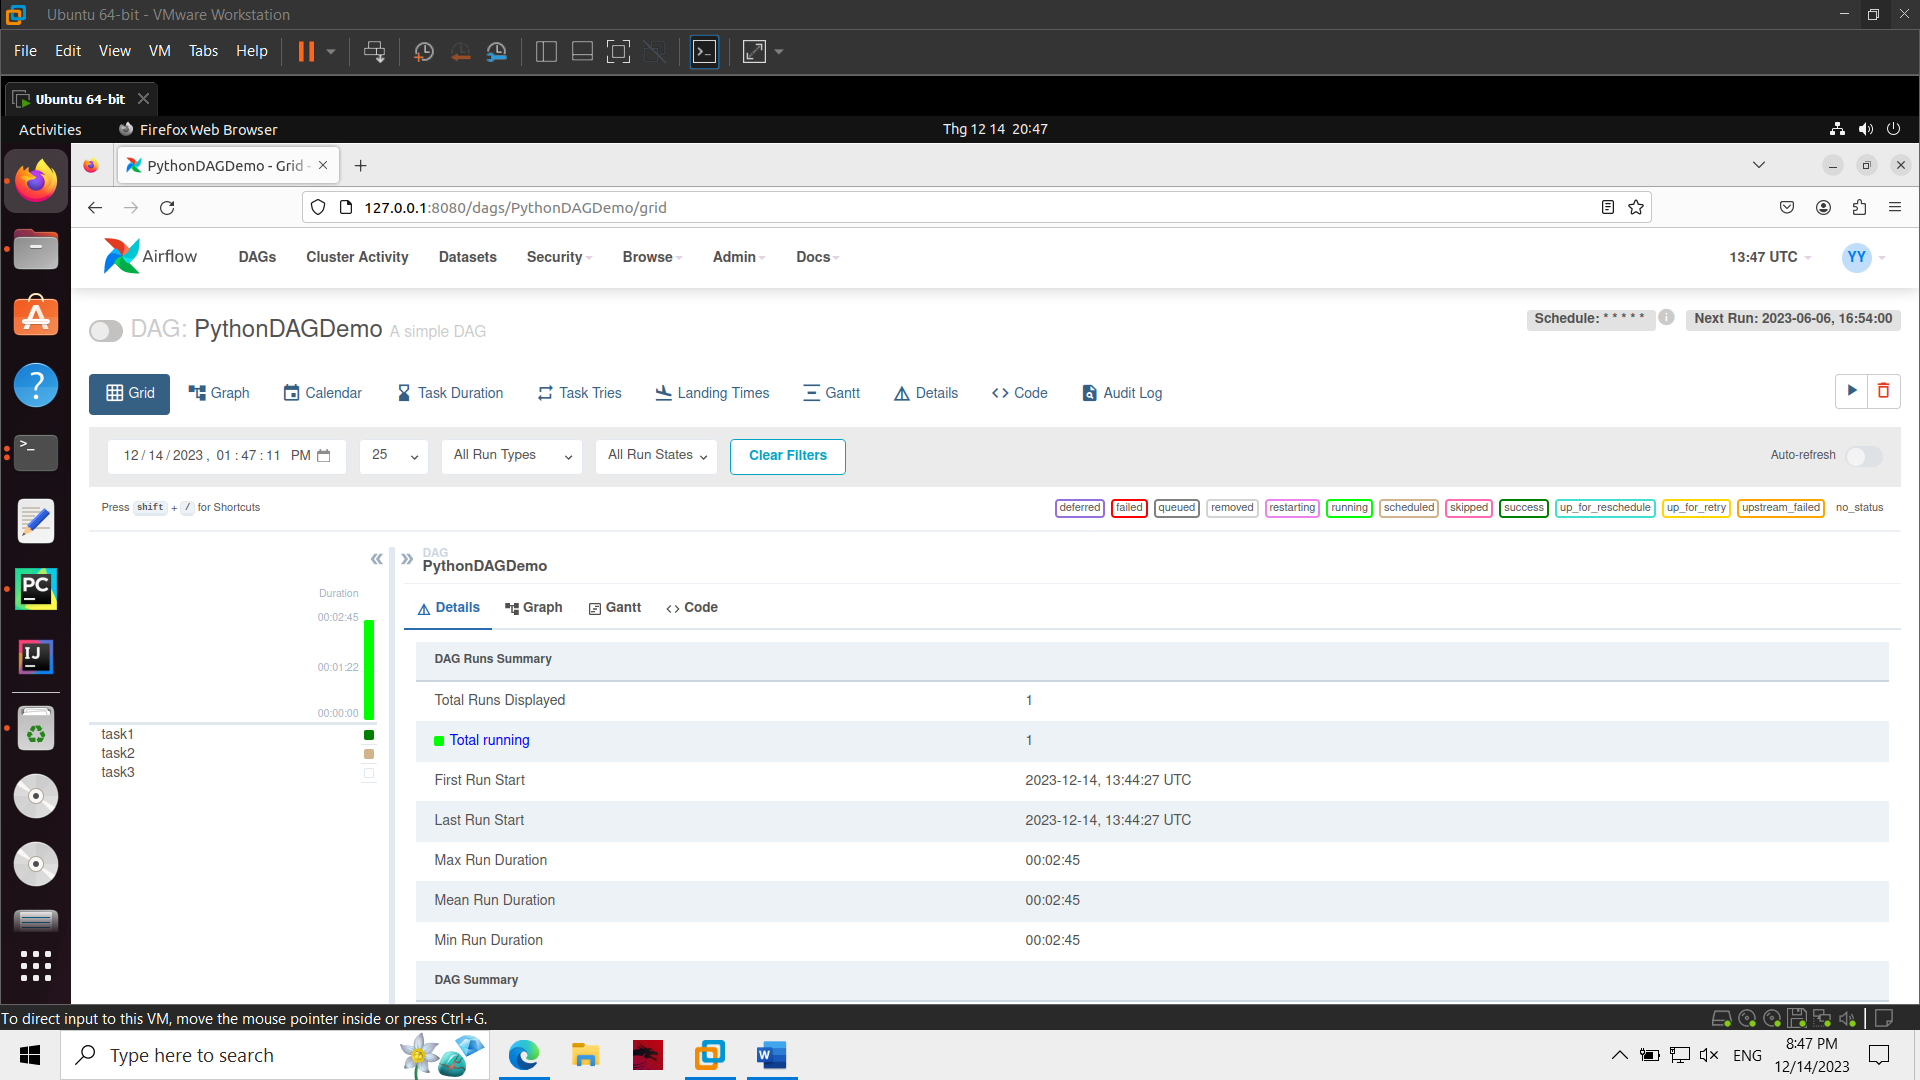 Ubuntu 64-bit - VMware Workstation
File Edit View VM Tabs Help
Ubuntu 64-bit
Activities Firefox Web Browser Thg 12 14 20:47
PythonDAGDemo - Grid -
127.0.0.1:8080/dags/PythonDAGDemo/grid
Airflow DAGs Cluster Activity Datasets Security Browse Admin Docs 13:47 UTC YY
DAG: PythonDAGDemo A simple DAG Schedule: * * * * * i Next Run: 2023-06-06, 16:54:00
Grid Graph Calendar Task Duration Task Tries Landing Times Gantt Details Code Audit Log
12/14/2023, 01:47:11 PM 25 All Run Types All Run States Clear Filters Auto-refresh
Press shift + / for Shortcuts deferred failed queued removed restarting running scheduled skipped success up_for_reschedule up_for_retry upstream_failed no_status
DAG
PythonDAGDemo
Duration
00:02:45
00:01:22
00:00:00
task1
task2
task3
Details Graph Gantt Code
DAG Runs Summary
Total Runs Displayed 1
Total running 1
First Run Start 2023-12-14, 13:44:27 UTC
Last Run Start 2023-12-14, 13:44:27 UTC
Max Run Duration 00:02:45
Mean Run Duration 00:02:45
Min Run Duration 00:02:45
DAG Summary
To direct input to this VM, move the mouse pointer inside or press Ctrl+G.
Type here to search
ENG
8:47 PM
12/14/2023